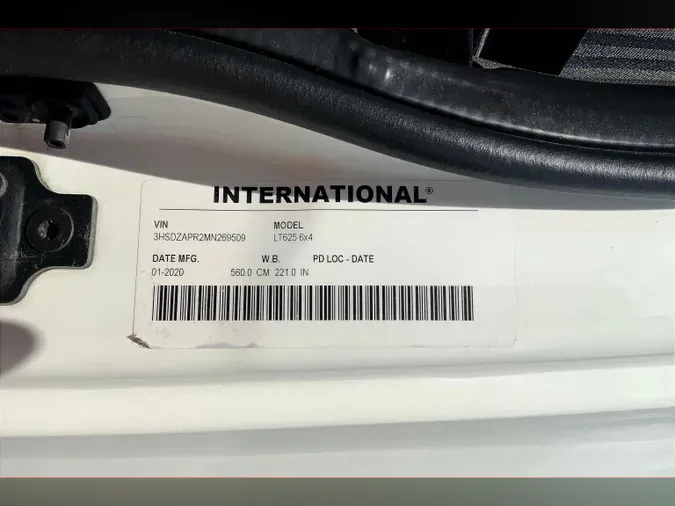 INTERNATIONAL®
VIN MODEL
3HSDZAPR2MN269509 LT625 6x4
DATE MFG. W.B. PD LOC - DATE
01-2020 560.0 CM 221.0 IN